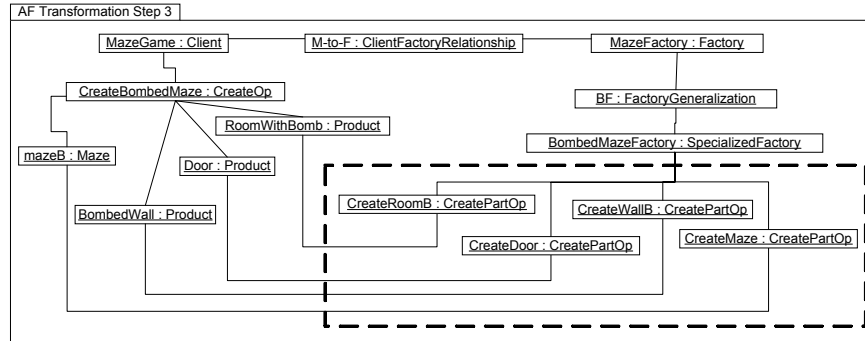 AF Transformation Step 3
MazeGame : Client
M-to-F : ClientFactoryRelationship
MazeFactory : Factory
CreateBombedMaze : CreateOp
BF : FactoryGeneralization
RoomWithBomb : Product
BombedMazeFactory : SpecializedFactory
mazeB : Maze
Door : Product
CreateRoomB : CreatePartOp
CreateWallB : CreatePartOp
BombedWall : Product
CreateDoor : CreatePartOp
CreateMaze : CreatePartOp